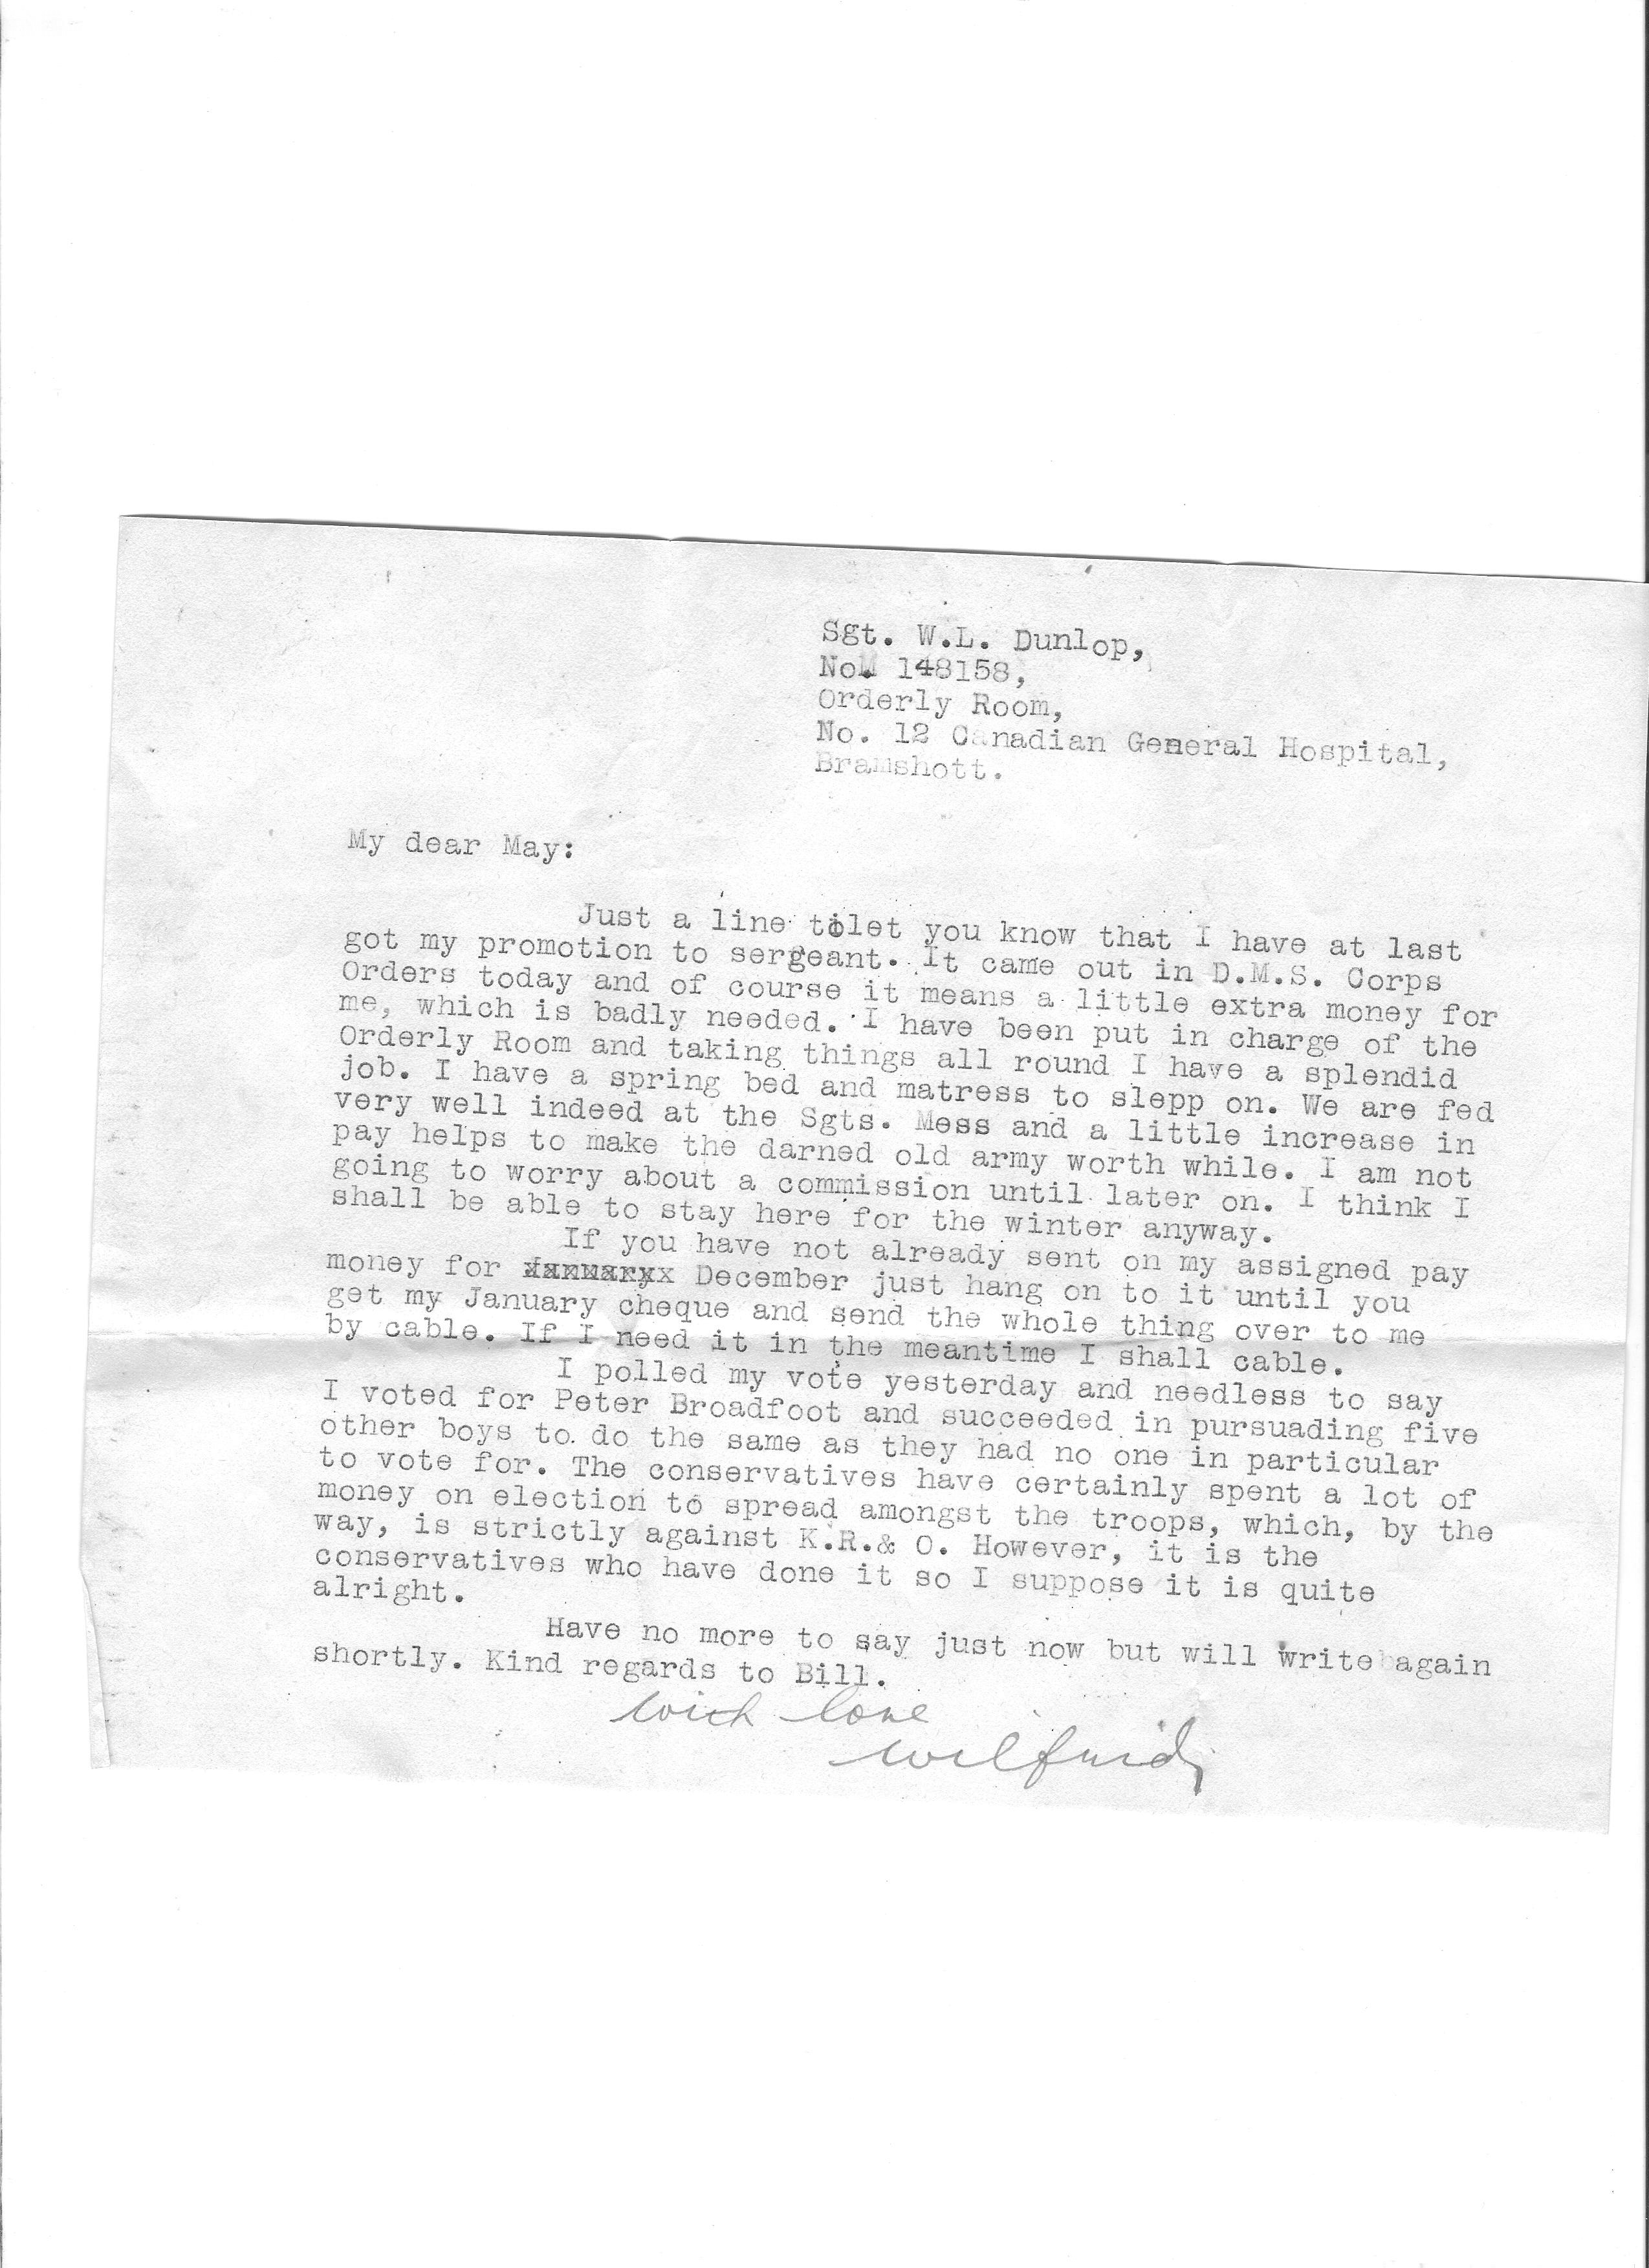 Sgt. W.L. Dunlop,
No. 148158,
Orderly Room,
No. 12 Canadian General Hospital,
Bramshott.
My dear May:
Just a line to let you know that I have at last
got my promotion to sergeant. It came out in D.M.S. Corps
Orders today and of course it means a little extra money for
me, which is badly needed. I have been put in charge of the
Orderly Room and taking things all round I have a splendid
job. I have a spring bed and matress to slepp on. We are fed
very well indeed at the Sgts. Mess and a little increase in
pay helps to make the darned old army worth while. I am not
going to worry about a commission until later on. I think I
shall be able to stay here for the winter anyway.
If you have not already sent on my assigned pay
money for December just hang on to it until you
get my January cheque and send the whole thing over to me
by cable. If I need it in the meantime I shall cable.
I polled my vote yesterday and needless to say
I voted for Peter Broadfoot and succeeded in pursuading five
other boys to do the same as they had no one in particular
to vote for. The conservatives have certainly spent a lot of
money on election to spread amongst the troops, which, by the
way, is strictly against K.R.& O. However, it is the
conservatives who have done it so I suppose it is quite
alright.
Have no more to say just now but will write again
shortly. Kind regards to Bill.
with love
Wilfrid